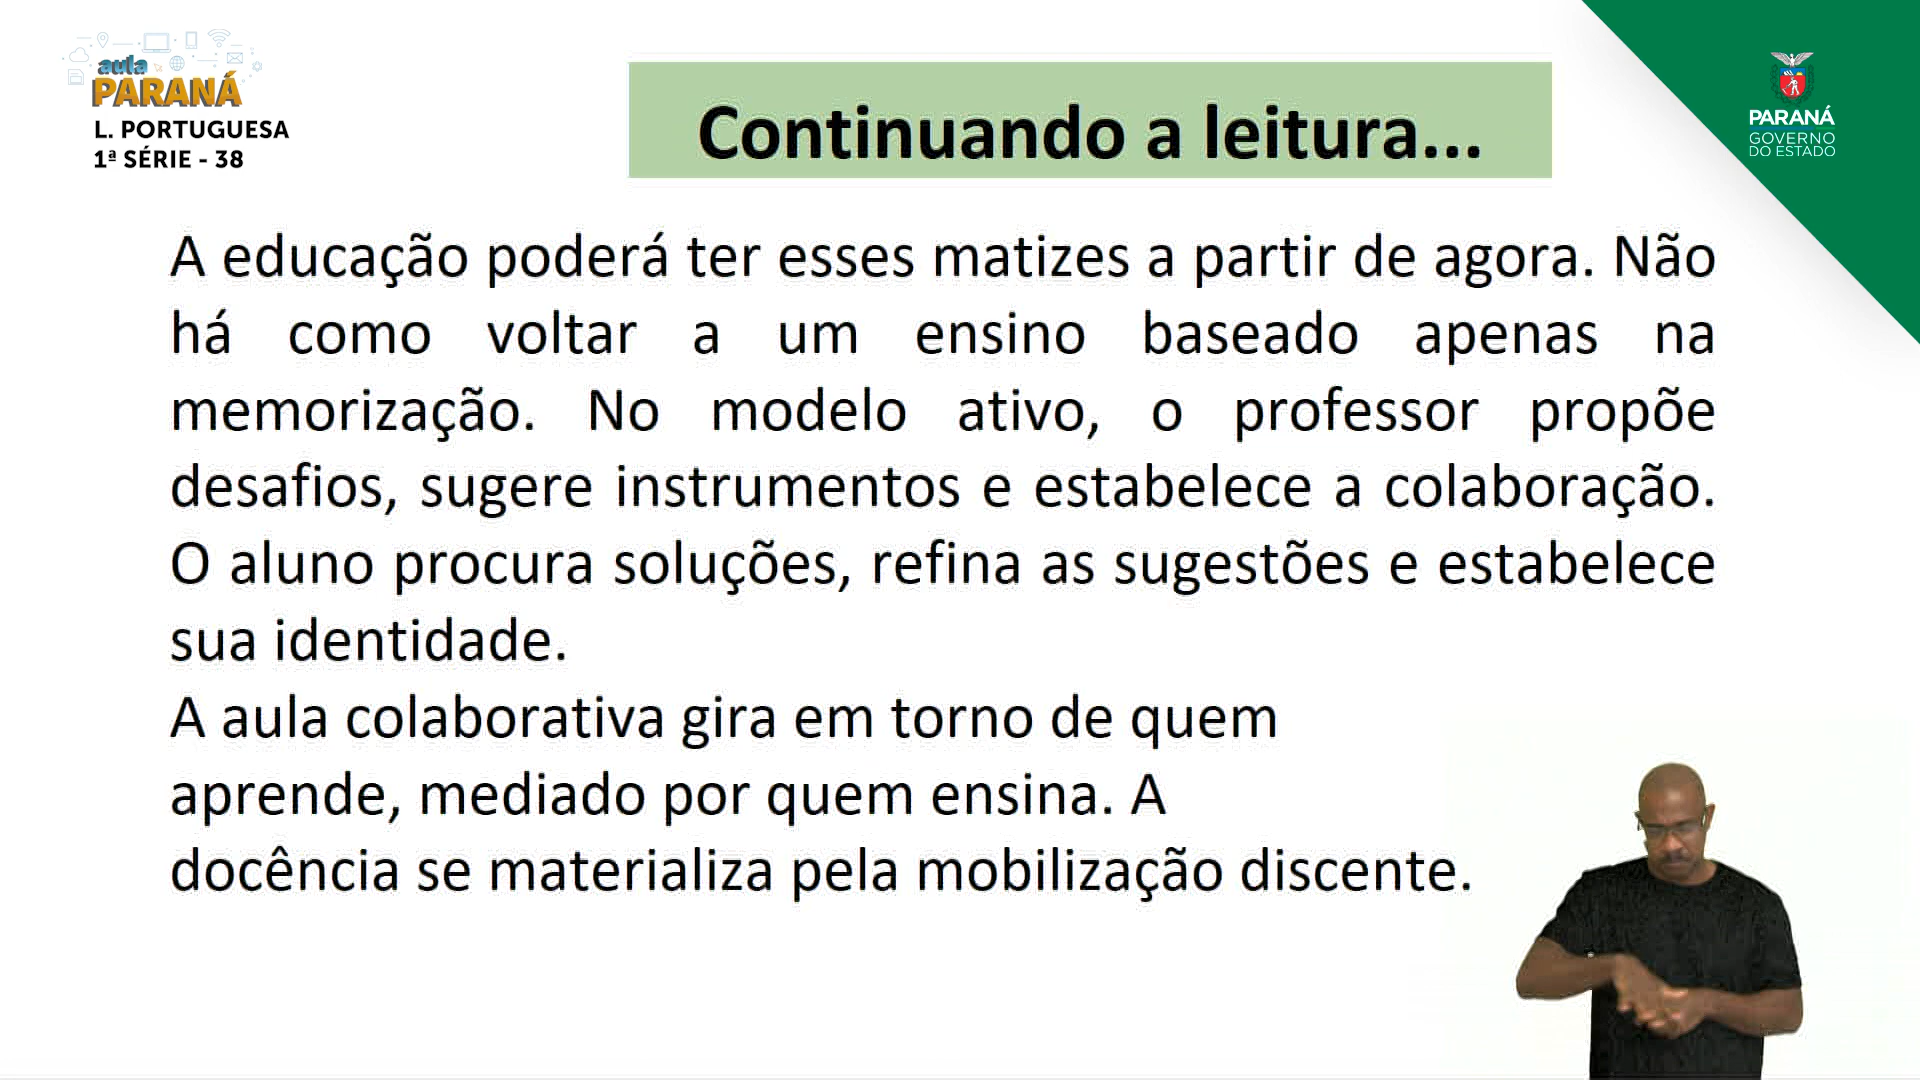 aula
PARANÁ
L. PORTUGUESA
1ª SÉRIE - 38
Continuando a leitura...
PARANÁ
GOVERNO
DO ESTADO
A educação poderá ter esses matizes a partir de agora. Não
há como voltar a um ensino baseado apenas na
memorização. No modelo ativo, o professor propõe
desafios, sugere instrumentos e estabelece a colaboração.
O aluno procura soluções, refina as sugestões e estabelece
sua identidade.
A aula colaborativa gira em torno de quem
aprende, mediado por quem ensina. A
docência se materializa pela mobilização discente.